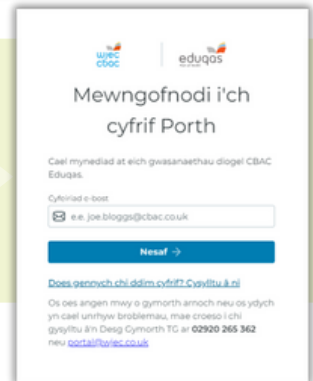 wjec
cbac
eduqas
Mewngofnodi i'ch
cyfrif Porth
Cael mynediad at eich gwasanaethau diogel CBAC
Eduqas.
Cyfeiriad e-bost
e.e. joe.bloggs@cbac.co.uk
Nesaf →
Does gennych chi ddim cyfrif? Cysylltu â ni
Os oes angen mwy o gymorth arnoch neu os ydych
yn cael unrhyw broblemau, mae croeso i chi
gysylltu â'n Desg Gymorth TG ar 02920 265 362
neu portal@wjec.co.uk